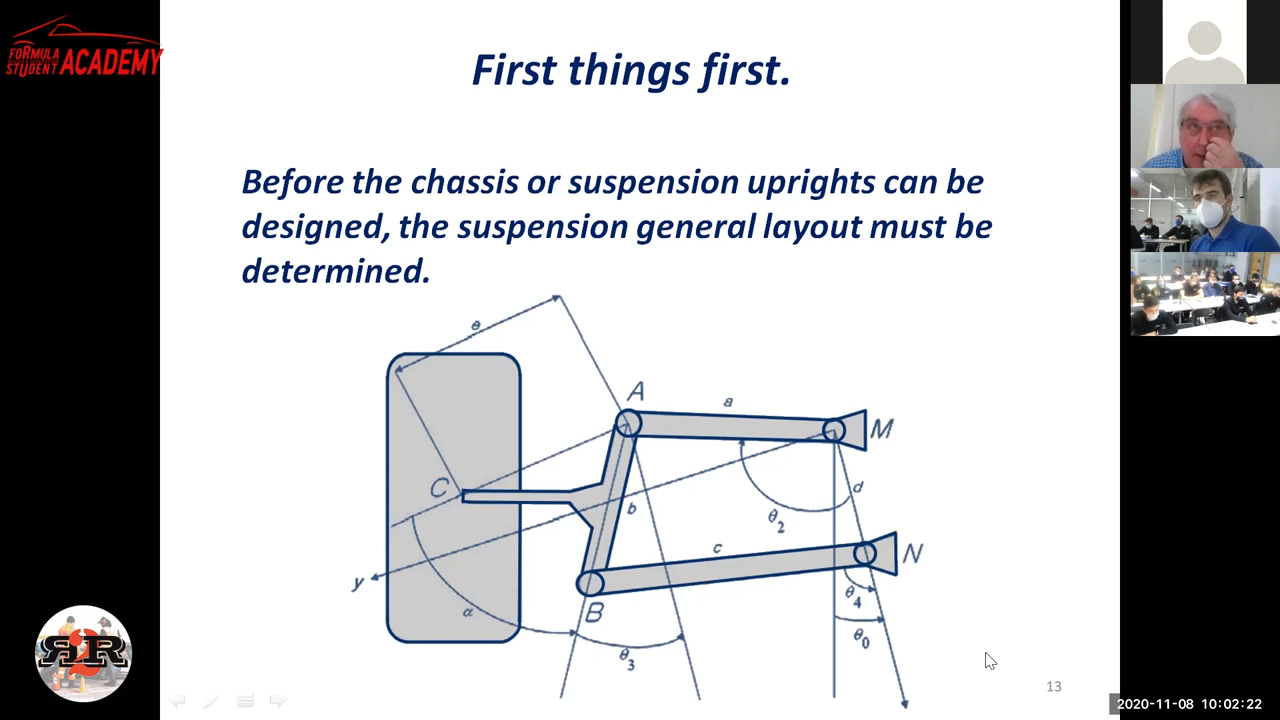 FORMULA
STUDENT ACADEMY
First things first.
Before the chassis or suspension uprights can be
designed, the suspension general layout must be
determined.
e
A
a
M
C
d
b
θ2
c
N
y
θ4
α
B
θ0
θ3
R2R
13
2020-11-08 10:02:22